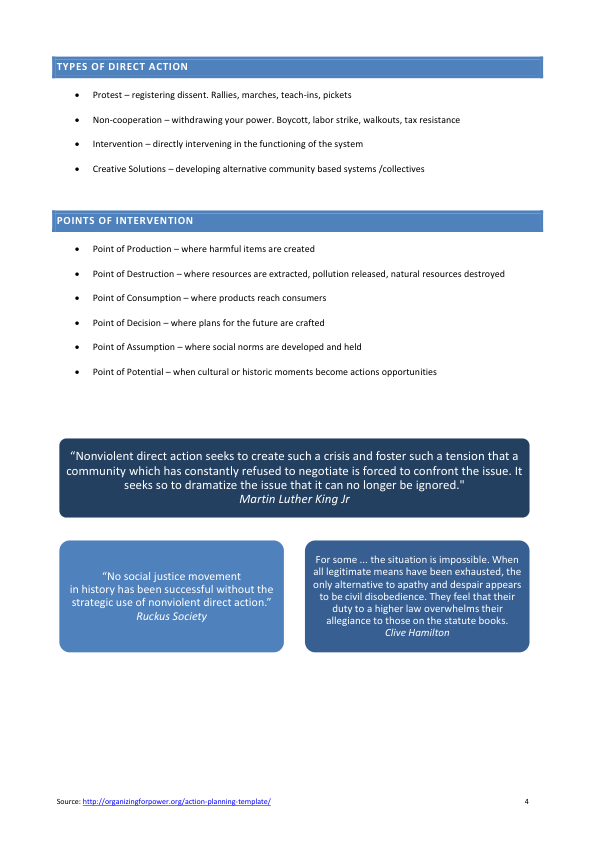 TYPES OF DIRECT ACTION
• Protest – registering dissent. Rallies, marches, teach-ins, pickets
• Non-cooperation – withdrawing your power. Boycott, labor strike, walkouts, tax resistance
• Intervention – directly intervening in the functioning of the system
• Creative Solutions – developing alternative community based systems /collectives
POINTS OF INTERVENTION
• Point of Production – where harmful items are created
• Point of Destruction – where resources are extracted, pollution released, natural resources destroyed
• Point of Consumption – where products reach consumers
• Point of Decision – where plans for the future are crafted
• Point of Assumption – where social norms are developed and held
• Point of Potential – when cultural or historic moments become actions opportunities
“Nonviolent direct action seeks to create such a crisis and foster such a tension that a
community which has constantly refused to negotiate is forced to confront the issue. It
seeks so to dramatize the issue that it can no longer be ignored."
Martin Luther King Jr
“No social justice movement
in history has been successful without the
strategic use of nonviolent direct action.”
Ruckus Society
For some ... the situation is impossible. When
all legitimate means have been exhausted, the
only alternative to apathy and despair appears
to be civil disobedience. They feel that their
duty to a higher law overwhelms their
allegiance to those on the statute books.
Clive Hamilton
Source: http://organizingforpower.org/action-planning-template/ 4